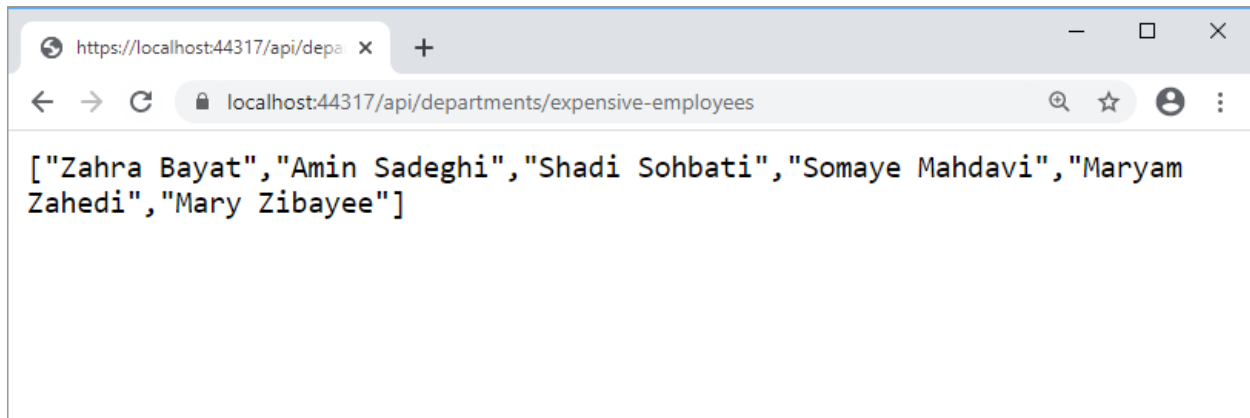 https://localhost:44317/api/depa
localhost:44317/api/departments/expensive-employees
["Zahra Bayat","Amin Sadeghi","Shadi Sohbati","Somaye Mahdavi","Maryam
Zahedi","Mary Zibayee"]